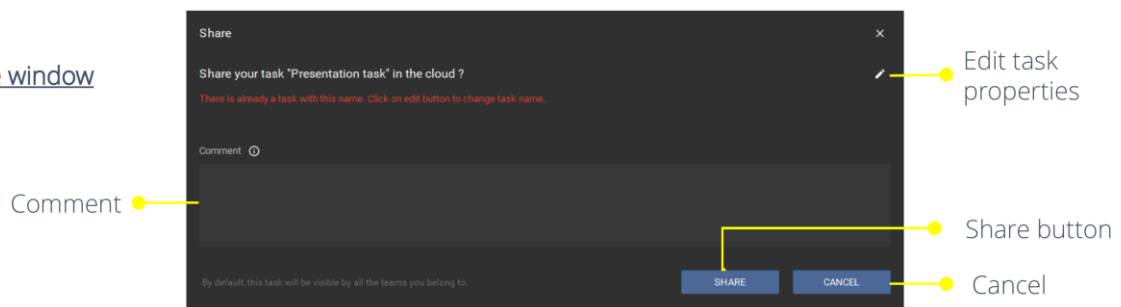 Share
Share your task "Presentation task" in the cloud ?
There is already a task with this name. Click on edit button to change task name.
Edit task
properties
window
Comment
Comment
Share button
By default, this task will be visible by all the teams you belong to.
SHARE
CANCEL
Cancel